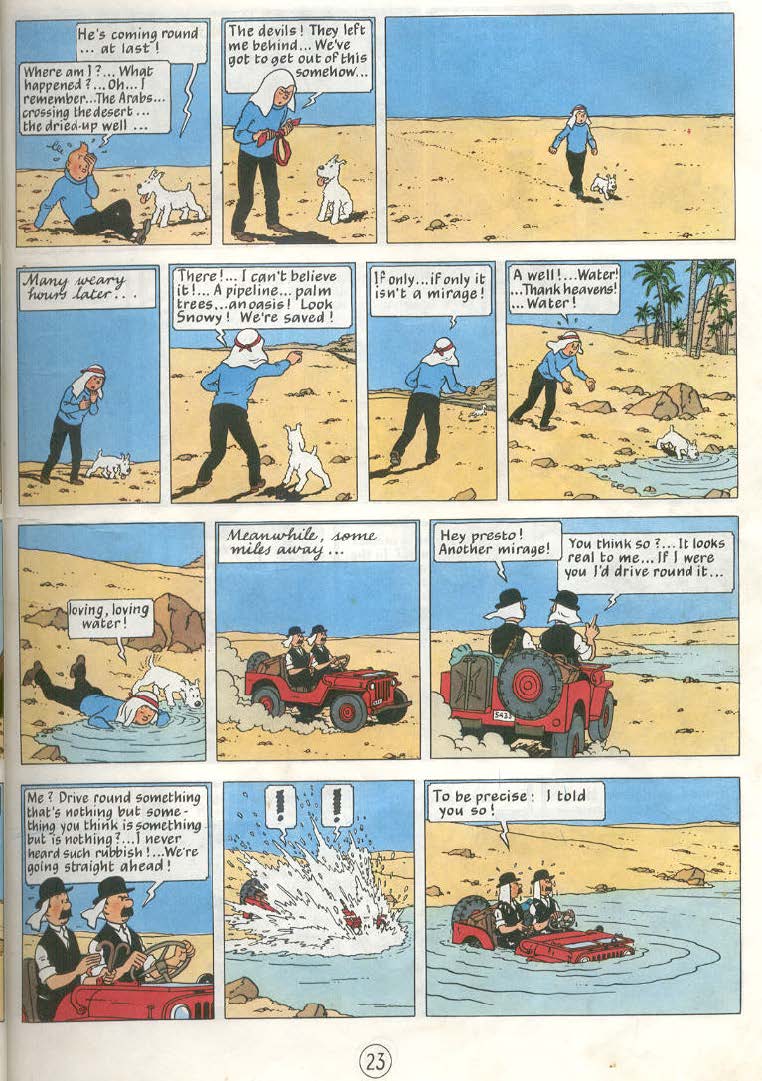 He's coming round
... at last!
Where am I?... What
happened?... Oh... I
remember...The Arabs...
crossing the desert...
the dried-up well ...
The devils! They left
me behind... We've
got to get out of this
somehow...
Many weary
hours later...
There!... I can't believe
it!... A pipeline... palm
trees... an oasis! Look
Snowy! We're saved!
If only...if only it
isn't a mirage!
A well!...Water!
...Thank heavens!
...Water!
loving, loving
water!
Meanwhile, some
miles away...
Hey presto!
Another mirage!
You think so?... It looks
real to me... If I were
you I'd drive round it...
5433
Me? Drive round something
that's nothing but some-
thing you think is something
but is nothing?...I never
heard such rubbish!...We're
going straight ahead!
!
!
To be precise: I told
you so!
23